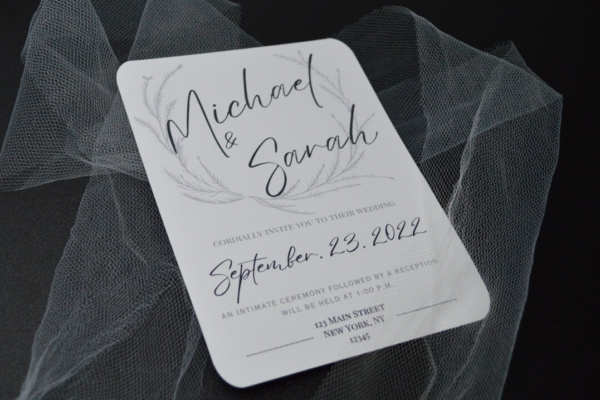 Michael
&
Sarah
CORDIALLY INVITE YOU TO THEIR WEDDING
September. 23. 2022
AN INTIMATE CEREMONY FOLLOWED BY A RECEPTION
WILL BE HELD AT 1:00 P.M.
123 MAIN STREET
NEW YORK, NY
12345